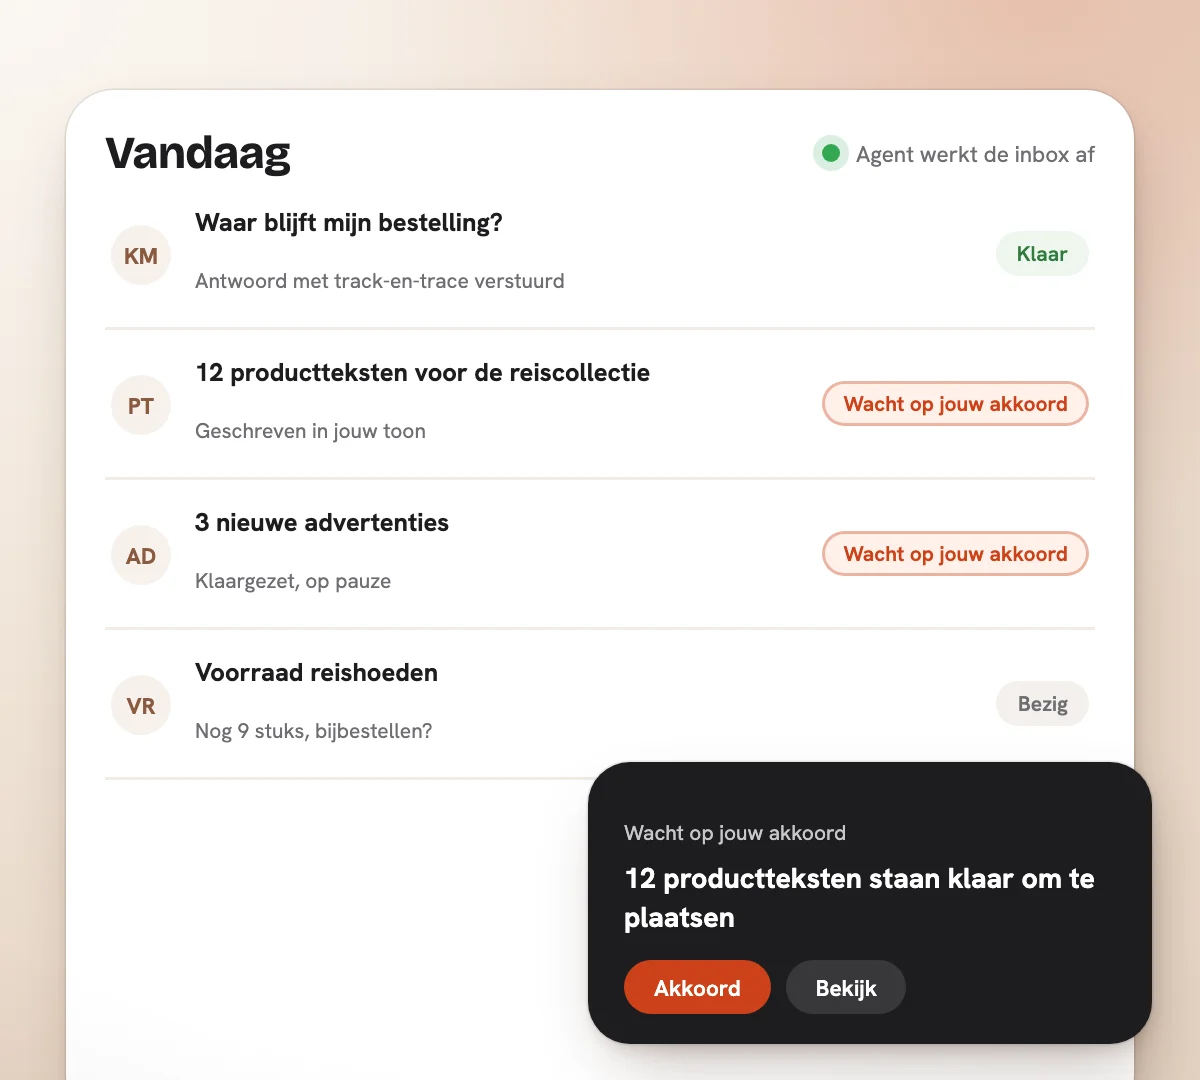 Vandaag
Agent werkt de inbox af
KM
Waar blijft mijn bestelling?
Antwoord met track-en-trace verstuurd
Klaar
PT
12 productteksten voor de reiscollectie
Geschreven in jouw toon
Wacht op jouw akkoord
AD
3 nieuwe advertenties
Klaargezet, op pauze
Wacht op jouw akkoord
VR
Voorraad reishoeden
Nog 9 stuks, bijbestellen?
Bezig
Wacht op jouw akkoord
12 productteksten staan klaar om te
plaatsen
Akkoord
Bekijk